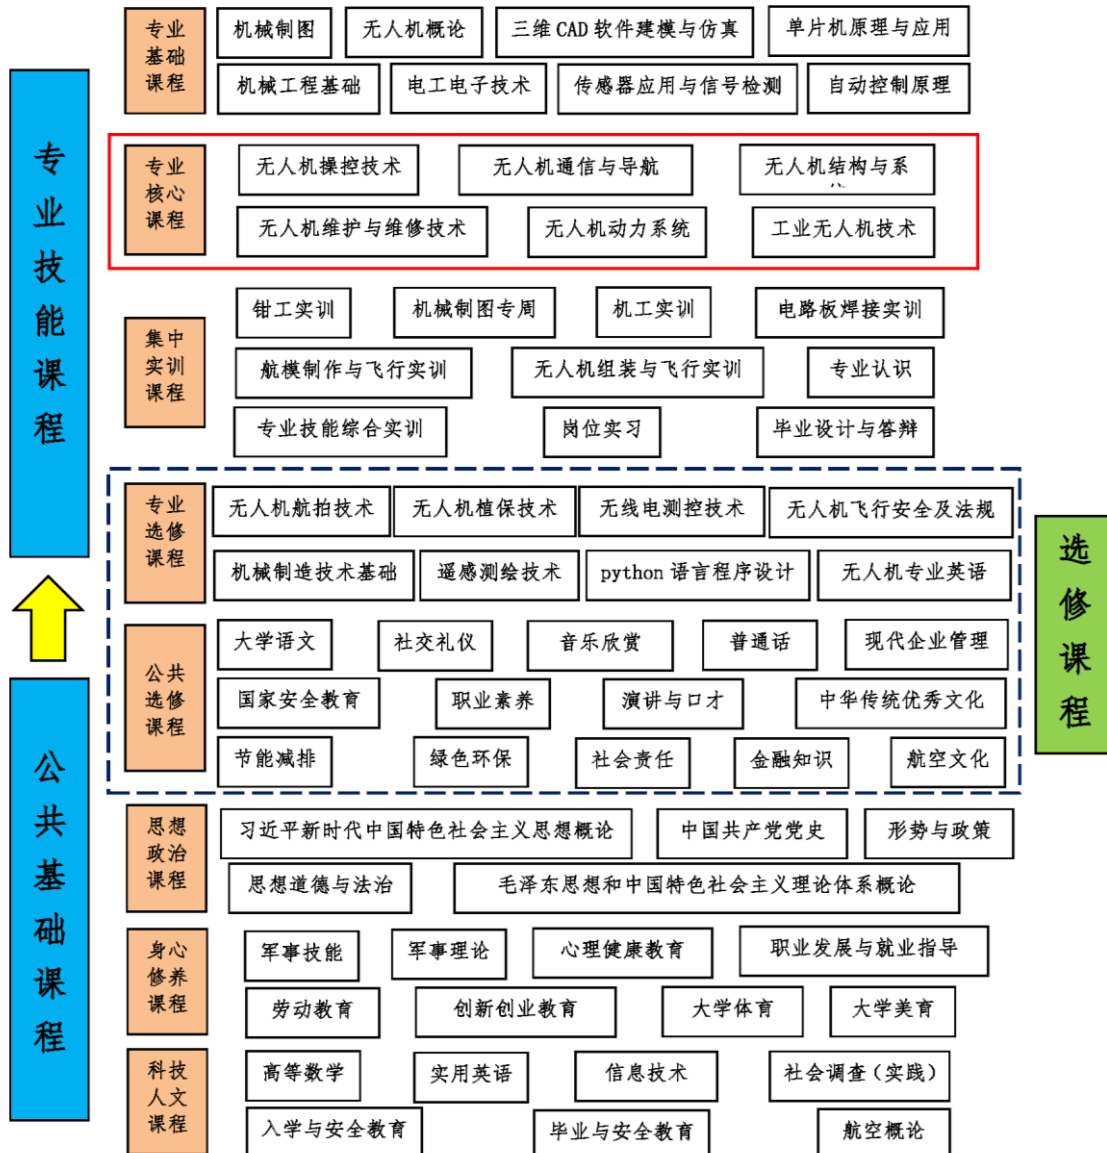 专业技能课程
专业基础课程
机械制图
无人机概论
三维 CAD 软件建模与仿真
单片机原理与应用
机械工程基础
电工电子技术
传感器应用与信号检测
自动控制原理
专业核心课程
无人机操控技术
无人机通信与导航
无人机结构与系
无人机维护与维修技术
无人机动力系统
工业无人机技术
集中实训课程
钳工实训
机械制图专周
机工实训
电路板焊接实训
航模制作与飞行实训
无人机组装与飞行实训
专业认识
专业技能综合实训
岗位实习
毕业设计与答辩
选修课程
专业选修课程
无人机航拍技术
无人机植保技术
无线电测控技术
无人机飞行安全及法规
机械制造技术基础
遥感测绘技术
python 语言程序设计
无人机专业英语
公共选修课程
大学语文
社交礼仪
音乐欣赏
普通话
现代企业管理
国家安全教育
职业素养
演讲与口才
中华传统优秀文化
节能减排
绿色环保
社会责任
金融知识
航空文化
公共基础课程
思想政治课程
习近平新时代中国特色社会主义思想概论
中国共产党党史
形势与政策
思想道德与法治
毛泽东思想和中国特色社会主义理论体系概论
身心修养课程
军事技能
军事理论
心理健康教育
职业发展与就业指导
劳动教育
创新创业教育
大学体育
大学美育
科技人文课程
高等数学
实用英语
信息技术
社会调查（实践）
入学与安全教育
毕业与安全教育
航空概论